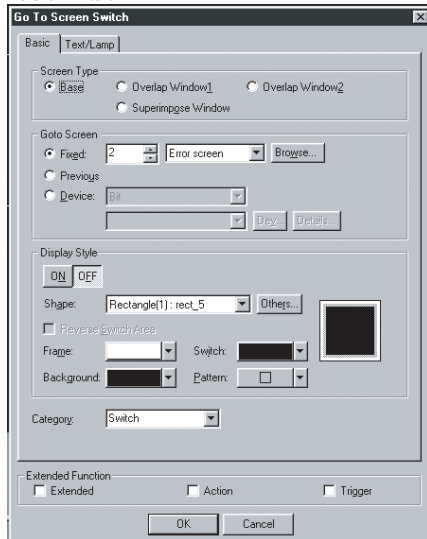 Go To Screen Switch
Basic Text/Lamp
Screen Type
Base Overlap Window1 Overlap Window2
Superimpose Window
Goto Screen
Fixed: 2 Error screen Browse...
Previous
Device: Bit
Dev... Details...
Display Style
ON OFF
Shape: Rectangle(1) : rect_5 Others...
Reverse Switch Area
Frame: Switch:
Background: Pattern:
Category: Switch
Extended Function
Extended Action Trigger
OK Cancel